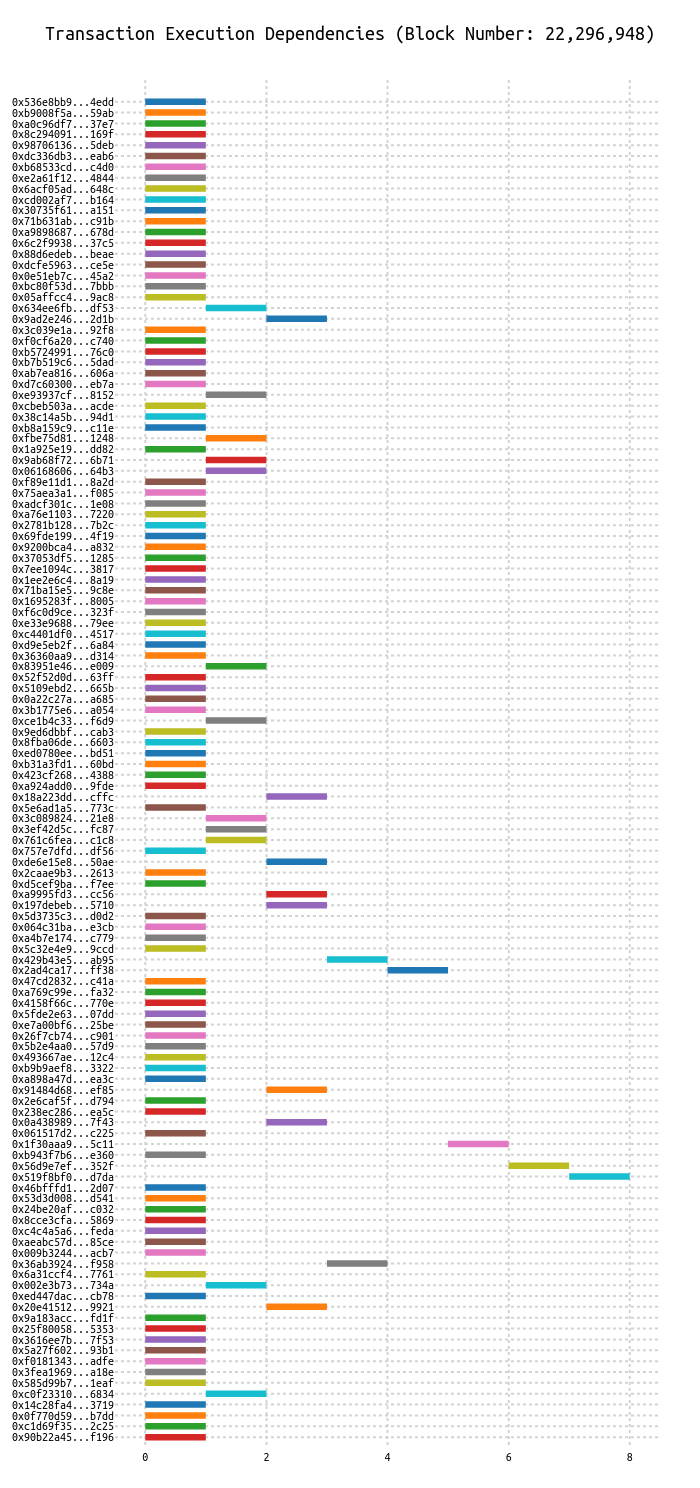 Transaction Execution Dependencies (Block Number: 22,296,948)
0x536e8bb9...4edd
0xb9008f5a...59ab
0xa0c96df7...37e7
0x8c294091...169f
0x98706136...5deb
0xdc336db3...eab6
0xb68533cd...c4d0
0xe2a61f12...4844
0x6acf05ad...648c
0xcd002af7...b164
0x30735f61...a151
0x71b631ab...c91b
0xa9898687...678d
0x6c2f9938...37c5
0x88d6edeb...beae
0xdcfe5963...ce5e
0x0e51eb7c...45a2
0xbc80f53d...7bbb
0x05affcc4...9ac8
0x634ee6fb...df53
0x9ad2e246...2d1b
0x3c039e1a...92f8
0xf0cf6a20...c740
0xb5724991...76c0
0xb7b519c6...5dad
0xab7ea816...606a
0xd7c60300...eb7a
0xe93937cf...8152
0xcbeb503a...acde
0x38c14a5b...94d1
0xb8a159c9...c11e
0xfbe75d81...1248
0x1a925e19...dd82
0x9ab68f72...6b71
0x06168606...64b3
0xf89e11d1...8a2d
0x75aea3a1...f085
0xadcf301c...1e08
0xa76e1103...7220
0x2781b128...7b2c
0x69fde199...4f19
0x9200bca4...a832
0x37053df5...1285
0x7ee1094c...3817
0x1ee2e6c4...8a19
0x71ba15e5...9c8e
0x1695283f...8005
0xf6c0d9ce...323f
0xe33e9688...79ee
0xc4401df0...4517
0xd9e5eb2f...6a84
0x36360aa9...d314
0x83951e46...e009
0x52f52d0d...63ff
0x5109ebd2...665b
0x0a22c27a...a685
0x3b1775e6...a054
0xce1b4c33...f6d9
0x9ed6dbbf...cab3
0x8fba06de...6603
0xed0780ee...bd51
0xb31a3fd1...60bd
0x423cf268...4388
0xa924add0...9fde
0x18a223dd...cffc
0x5e6ad1a5...773c
0x3c089824...21e8
0x3ef42d5c...fc87
0x761c6fea...c1c8
0x757e7dfd...df56
0xde6e15e8...50ae
0x2caae9b3...2613
0xd5cef9ba...f7ee
0xa9995fd3...cc56
0x197debeb...5710
0x5d3735c3...d0d2
0x064c31ba...e3cb
0xa4b7e174...c779
0x5c32e4e9...9ccd
0x429b43e5...ab95
0x2ad4ca17...ff38
0x47cd2832...c41a
0xa769c99e...fa32
0x4158f66c...770e
0x5fde2e63...07dd
0xe7a00bf6...25be
0x26f7cb74...c901
0x5b2e4aa0...57d9
0x493667ae...12c4
0xb9b9aef8...3322
0xa898a47d...ea3c
0x91484d68...ef85
0x2e6caf5f...d794
0x238ec286...ea5c
0x0a438989...7f43
0x061517d2...c225
0x1f30aaa9...5c11
0xb943f7b6...e360
0x56d9e7ef...352f
0x519f8bf0...d7da
0x46bfffd1...2d07
0x53d3d008...d541
0x24be20af...c032
0x8cce3cfa...5869
0xc4c4a5a6...feda
0xaeabc57d...85ce
0x009b3244...acb7
0x36ab3924...f958
0x6a31ccf4...7761
0x002e3b73...734a
0xed447dac...cb78
0x20e41512...9921
0x9a183acc...fd1f
0x25f80058...5353
0x3616ee7b...7f53
0x5a27f602...93b1
0xf0181343...adfe
0x3fea1969...a18e
0x585d99b7...1eaf
0xc0f23310...6834
0x14c28fa4...3719
0x0f770d59...b7dd
0xc1d69f35...2c25
0x90b22a45...f196
0 2 4 6 8